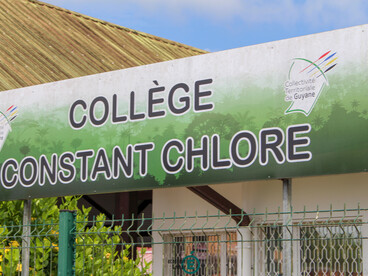 COLLÈGE
CONSTANT CHLORE
Collectivité
Territoriale
de Guyane